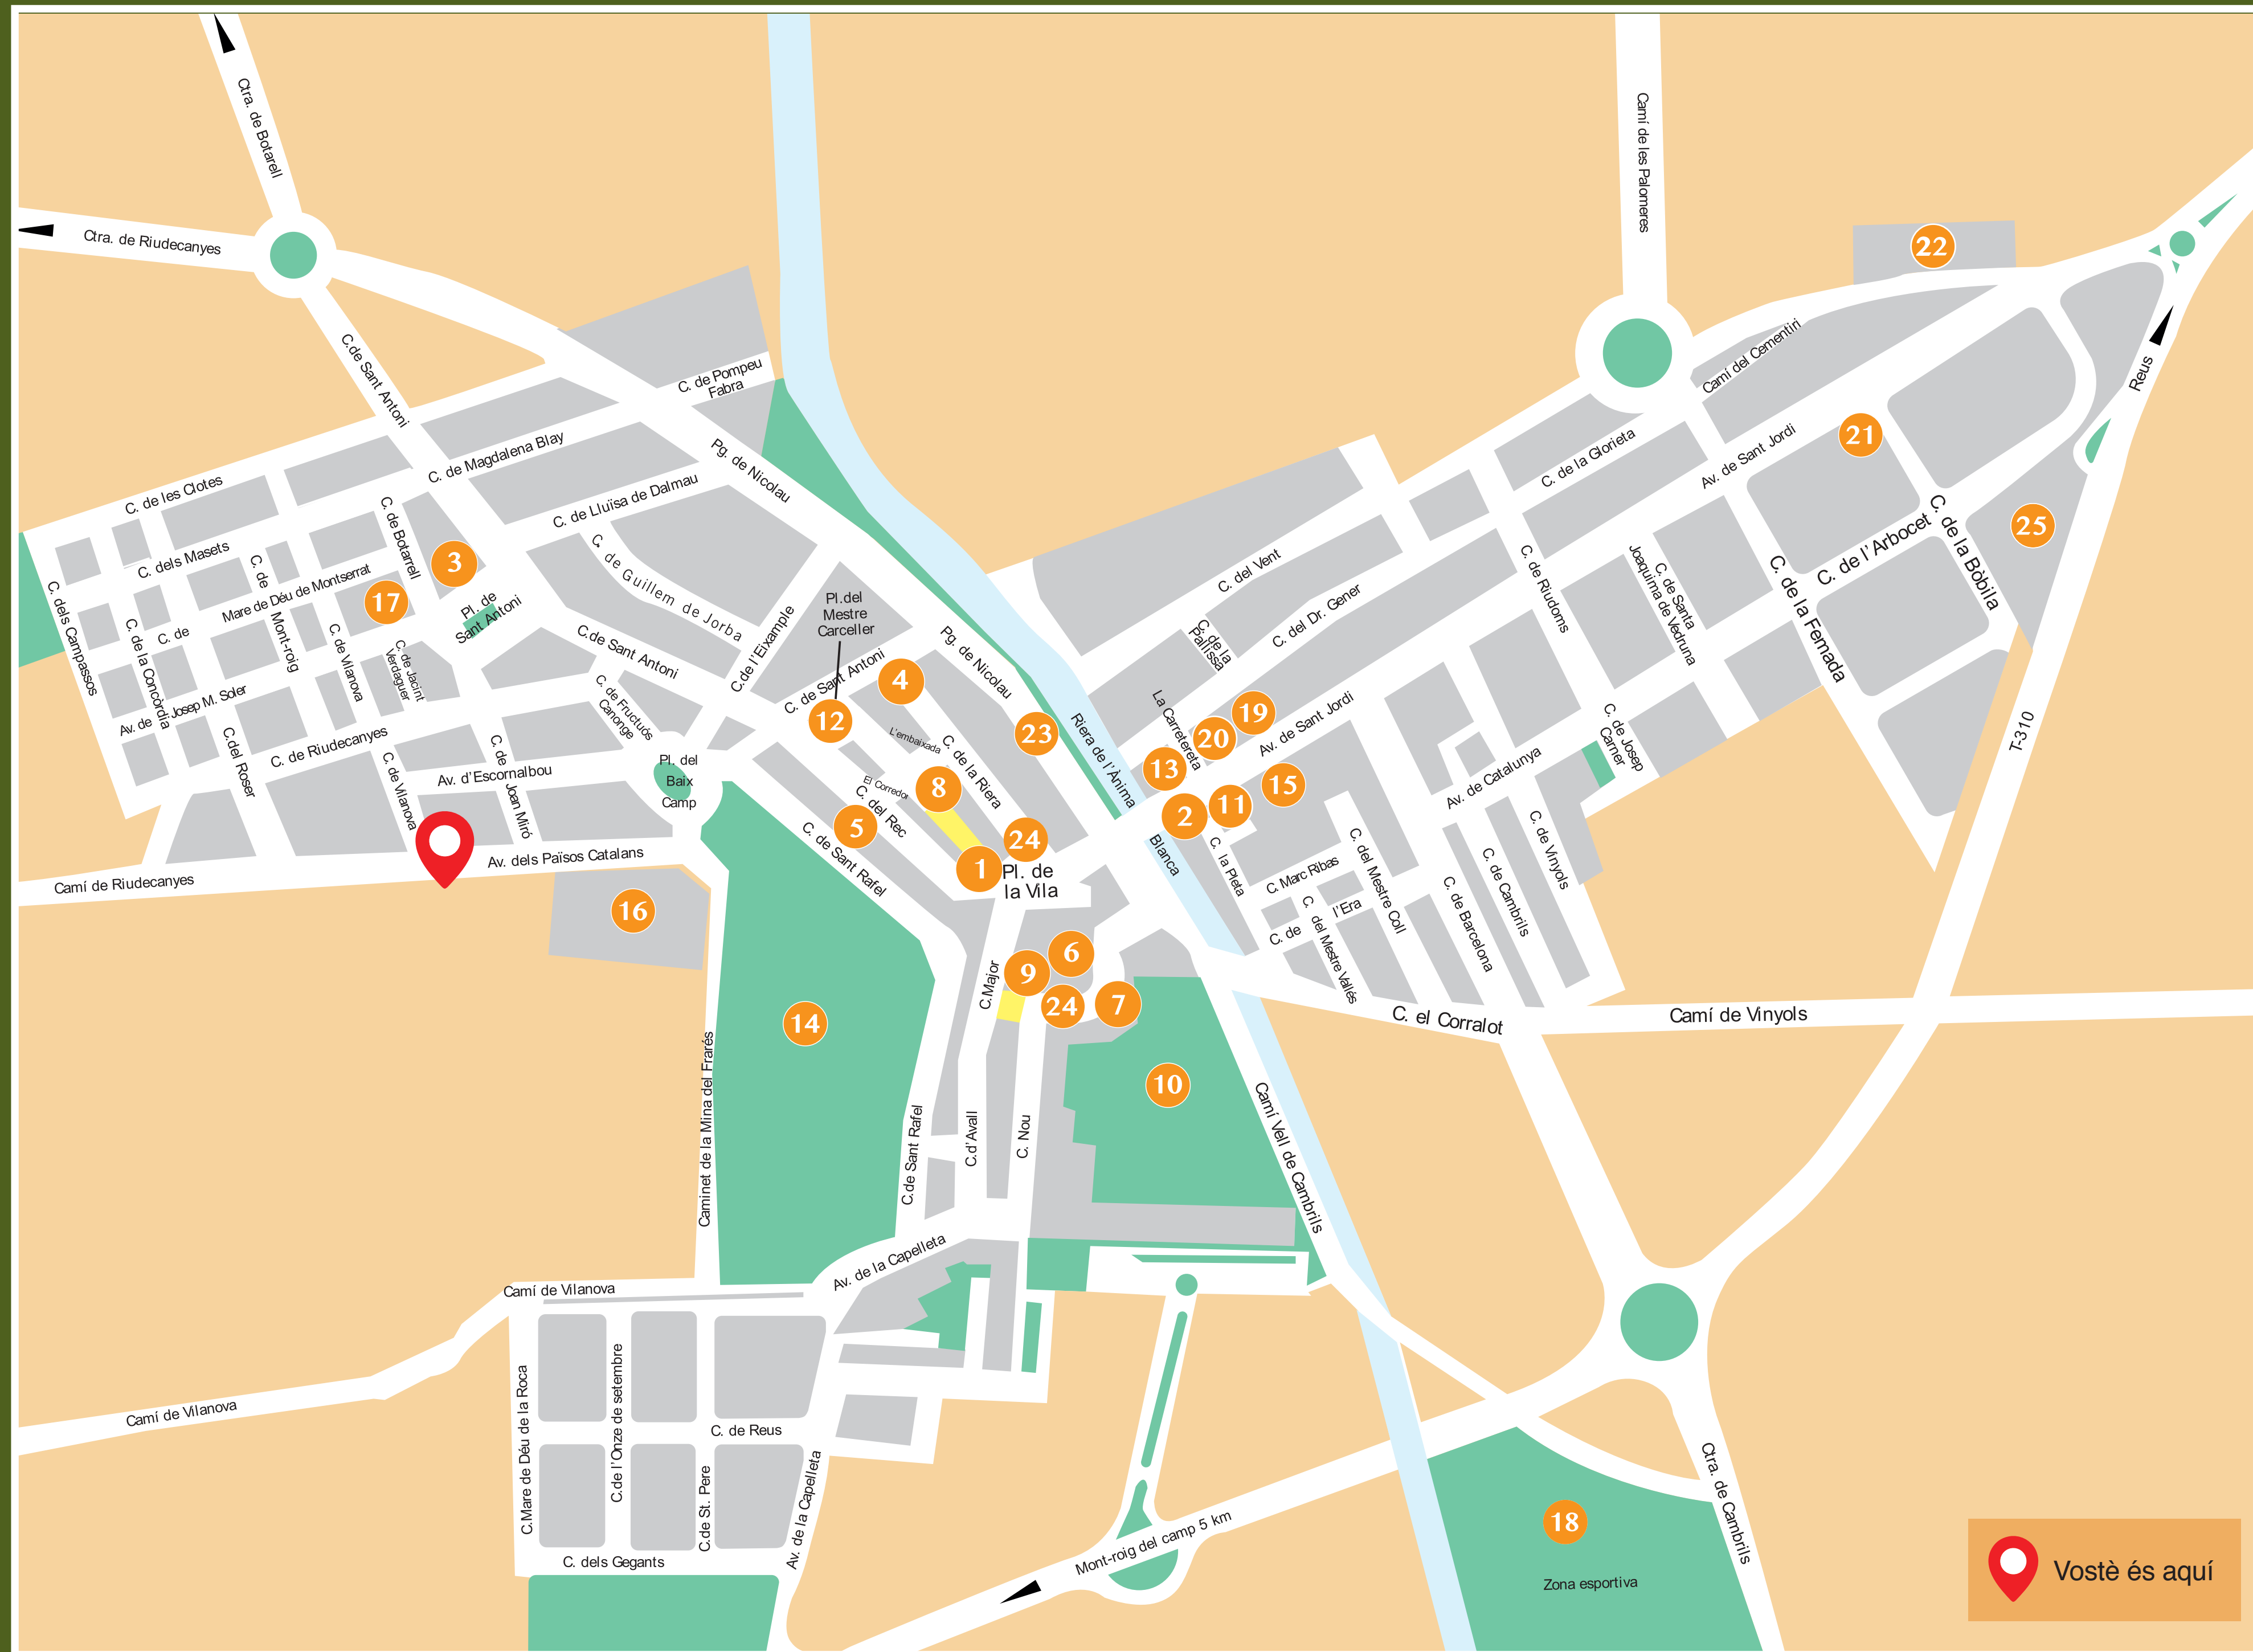 Ctra. de Botarell
Ctra. de Riudecanyes
C.de Sant Antoni
C. de Pompeu
Fabra
Pg. de Nicolau
C. de Magdalena Blay
C. de les Clotes
C. de Lluïsa de Dalmau
C. de Botarrell
3
C. dels Masets
C. de
Mare de Déu de Montserrat
17
C. de
Mont-roig
C. dels Campassos
C. de la Concòrdia
C. de Vilanova
C. de Jacint
Verdaguer
Pl. de
Sant Antoni
C. de Guillem de Jorba
C.de Sant Antoni
C.de l'Eixample
Av. de
Josep M. Soler
C.del Roser
C. de Riudecanyes
C. de Vilanova
C. de Joan Miró
Av. d'Escornalbou
C. de Fructuós
Canonge
Pl. del
Baix
Camp
Av. dels Països Catalans
Camí de Riudecanyes
16
14
Pl.del
Mestre
Carceller
C. de Sant Antoni
4
12
L'embaixada
Pg. de Nicolau
23
C. de la Riera
El Corredor
8
C. del Rec
5
C. de Sant Rafel
24
1
Pl. de
la Vila
Riera de l'Ànima
Blanca
6
9
24
7
C.Major
10
C.de Sant Rafel
C.d'Avall
C. Nou
Camí Vell de Cambrils
Caminet de la Mina del Frarés
Camí de les Palomeres
22
Camí del Cementiri
Reus
21
Av. de Sant Jordi
C. de la Glorieta
25
C. de l'Arbocet
C. de la Bòbila
C. de la Fernada
C. de Riudoms
C. de Santa
Joaquima de Vedruna
C. del Vent
C. del Dr. Gener
C. de la
Pallissa
La Carretereta
19
20
13
Av. de Sant Jordi
15
11
2
C. la Pleta
C. de Josep
Carner
T-310
Av. de Catalunya
C. Marc Ribas
C. de
l'Era
C. del Mestre Coll
C. del Mestre Vallés
C. de Barcelona
C. de Cambrils
C. de Vinyols
C. el Corralot
Camí de Vinyols
Av. de la Capelleta
Camí de Vilanova
Camí de Vilanova
C.Mare de Déu de la Roca
C.de l'Onze de setembre
C.de St. Pere
C. de Reus
Av. de la Capelleta
C. dels Gegants
Mont-roig del camp 5 km
Ctra. de Cambrils
18
Zona esportiva
Vostè és aquí